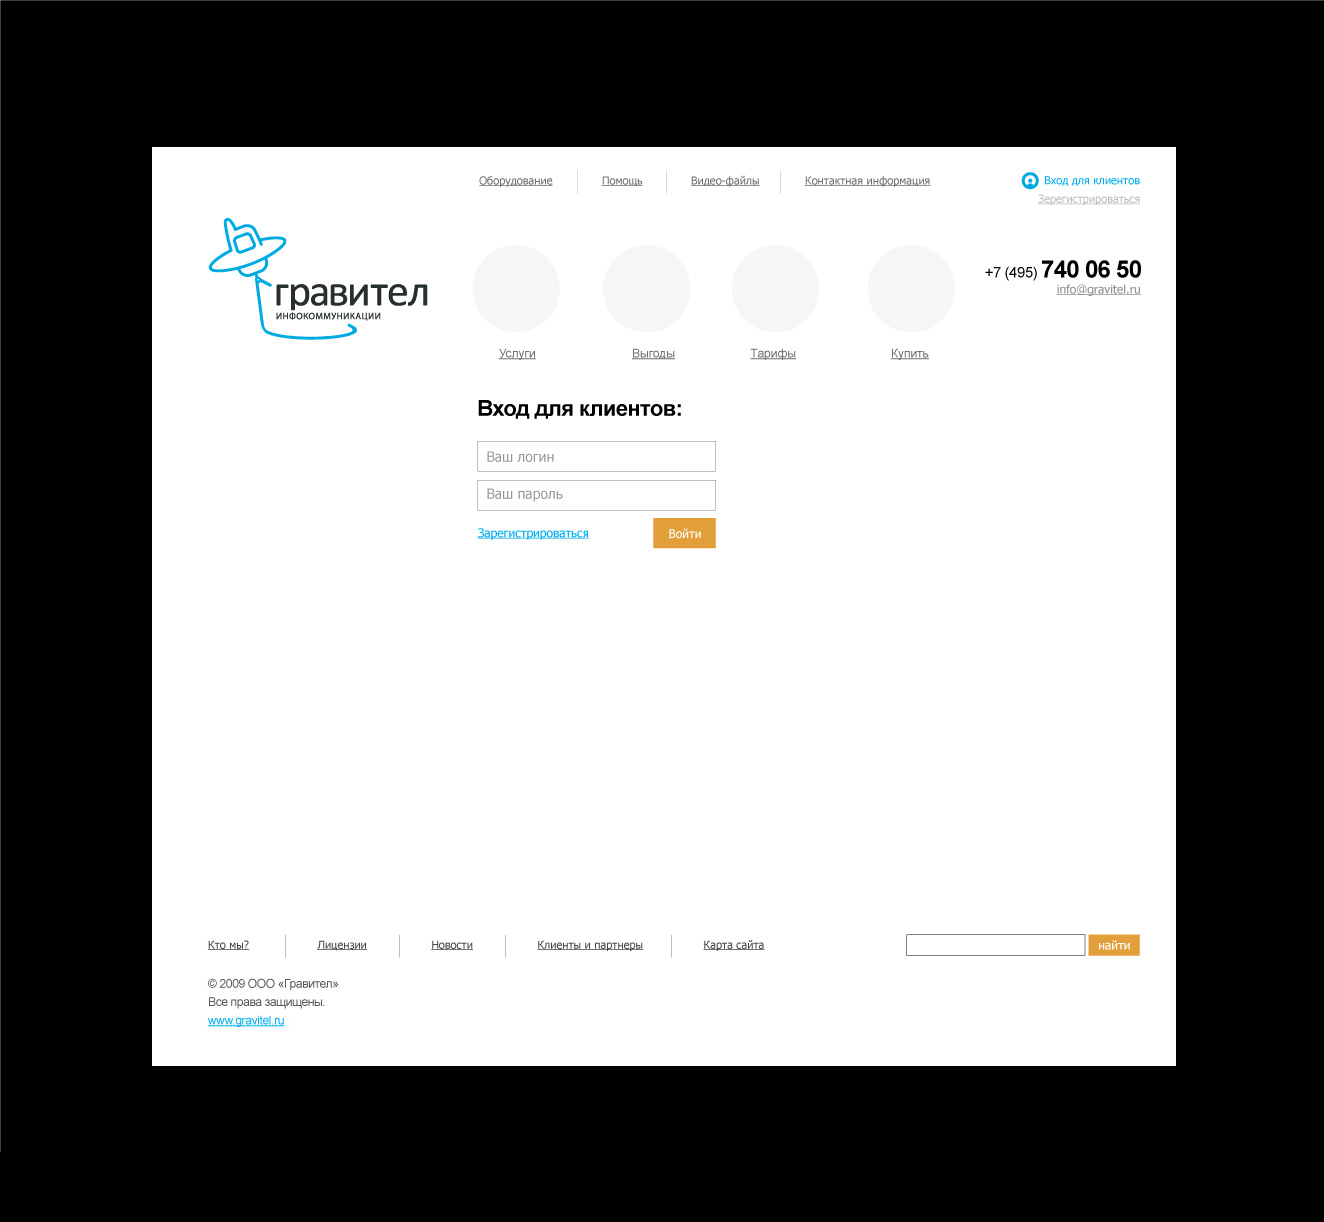 Оборудование
Помощь
Видео-файлы
Контактная информация
Вход для клиентов
Зерегистрироваться
гравител
ИНФОКОММУНИКАЦИИ
+7 (495) 740 06 50
info@gravitel.ru
Услуги
Выгоды
Тарифы
Купить
Вход для клиентов:
Ваш логин
Ваш пароль
Зарегистрироваться
Войти
Кто мы?
Лицензии
Новости
Клиенты и партнеры
Карта сайта
найти
© 2009 ООО «Гравител»
Все права защищены.
www.gravitel.ru